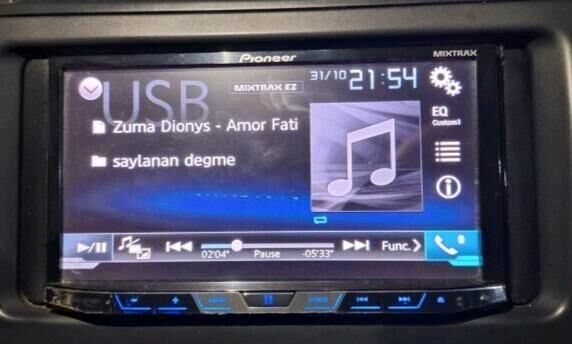 Pioneer
MIXTRAX
USB
MIXTRAX EZ
31/10 21:54
Zuma Dionys - Amor Fati
saylanan degme
EQ
Custom1
02'04"
Pause
-05'33"
Func.